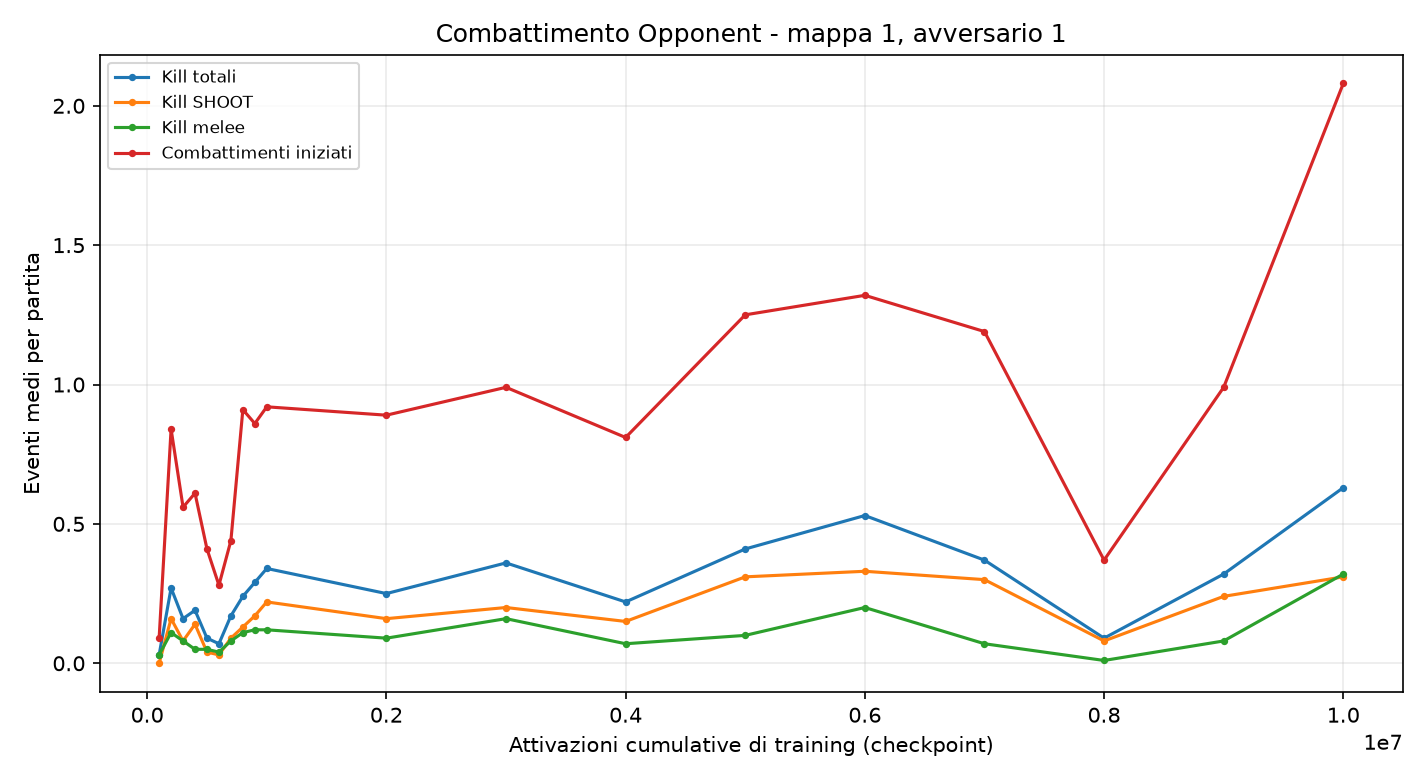 Combattimento Opponent - mappa 1, avversario 1
Kill totali
Kill SHOOT
Kill melee
Combattimenti iniziati
Eventi medi per partita
2.0
1.5
1.0
0.5
0.0
0.0 0.2 0.4 0.6 0.8 1.0
1e7
Attivazioni cumulative di training (checkpoint)